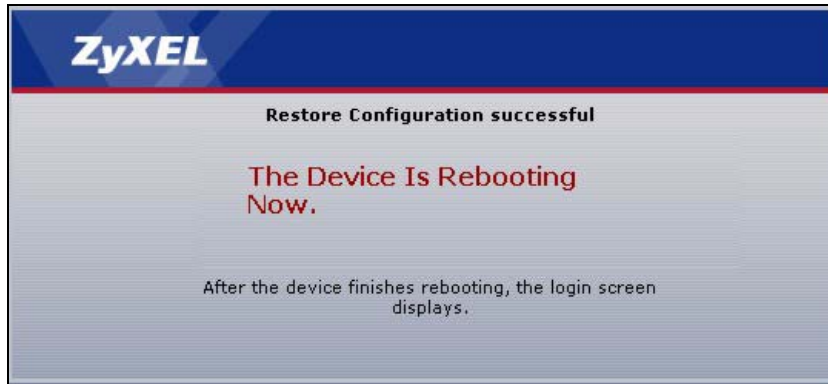 ZyXEL
Restore Configuration successful
The Device Is Rebooting
Now.
After the device finishes rebooting, the login screen
displays.